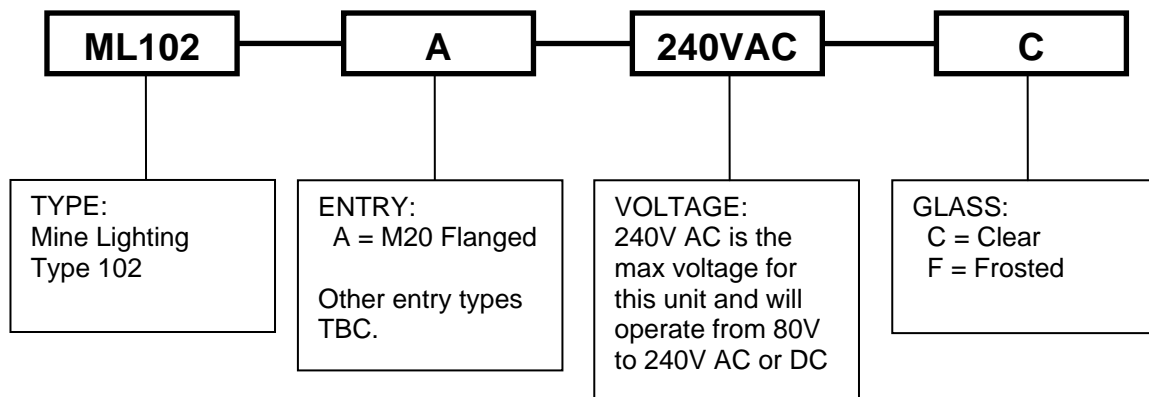 ML102 A 240VAC C
TYPE:
Mine Lighting
Type 102
ENTRY:
A = M20 Flanged
Other entry types
TBC.
VOLTAGE:
240V AC is the
max voltage for
this unit and will
operate from 80V
to 240V AC or DC
GLASS:
C = Clear
F = Frosted